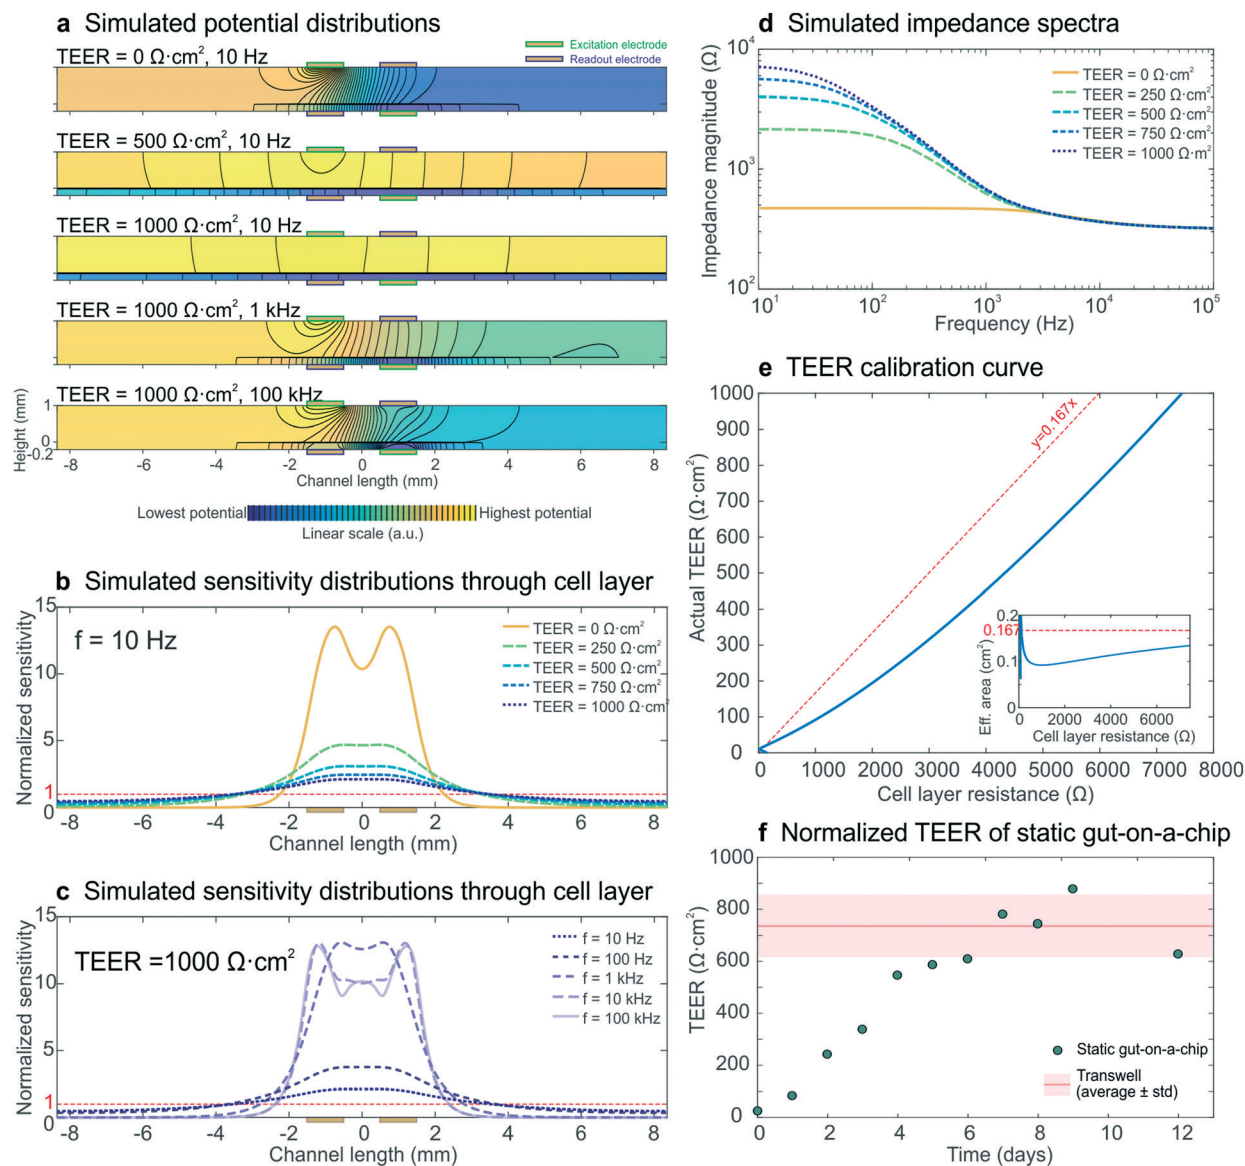 a Simulated potential distributions
Excitation electrode
Readout electrode
TEER = 0 Ω·cm², 10 Hz
TEER = 500 Ω·cm², 10 Hz
TEER = 1000 Ω·cm², 10 Hz
TEER = 1000 Ω·cm², 1 kHz
TEER = 1000 Ω·cm², 100 kHz
Height (mm)
1
0
-0.2
-8 -6 -4 -2 0 2 4 6 8
Channel length (mm)
Lowest potential
Highest potential
Linear scale (a.u.)
b Simulated sensitivity distributions through cell layer
f = 10 Hz
Normalized sensitivity
15
10
5
1
0
TEER = 0 Ω·cm²
TEER = 250 Ω·cm²
TEER = 500 Ω·cm²
TEER = 750 Ω·cm²
TEER = 1000 Ω·cm²
-8 -6 -4 -2 0 2 4 6 8
Channel length (mm)
c Simulated sensitivity distributions through cell layer
TEER =1000 Ω·cm²
Normalized sensitivity
15
10
5
1
0
f = 10 Hz
f = 100 Hz
f = 1 kHz
f = 10 kHz
f = 100 kHz
-8 -6 -4 -2 0 2 4 6 8
Channel length (mm)
d Simulated impedance spectra
Impedance magnitude (Ω)
10⁴
10³
10²
TEER = 0 Ω·cm²
TEER = 250 Ω·cm²
TEER = 500 Ω·cm²
TEER = 750 Ω·cm²
TEER = 1000 Ω·m²
10¹ 10² 10³ 10⁴ 10⁵
Frequency (Hz)
e TEER calibration curve
Actual TEER (Ω·cm²)
1000
900
800
700
600
500
400
300
200
100
0
y=0.167x
Eff. area (cm²)
0.2
0.167
0.1
0
0 2000 4000 6000
Cell layer resistance (Ω)
0 1000 2000 3000 4000 5000 6000 7000 8000
Cell layer resistance (Ω)
f Normalized TEER of static gut-on-a-chip
TEER (Ω·cm²)
1000
800
600
400
200
0
Static gut-on-a-chip
Transwell
(average ± std)
0 2 4 6 8 10 12
Time (days)